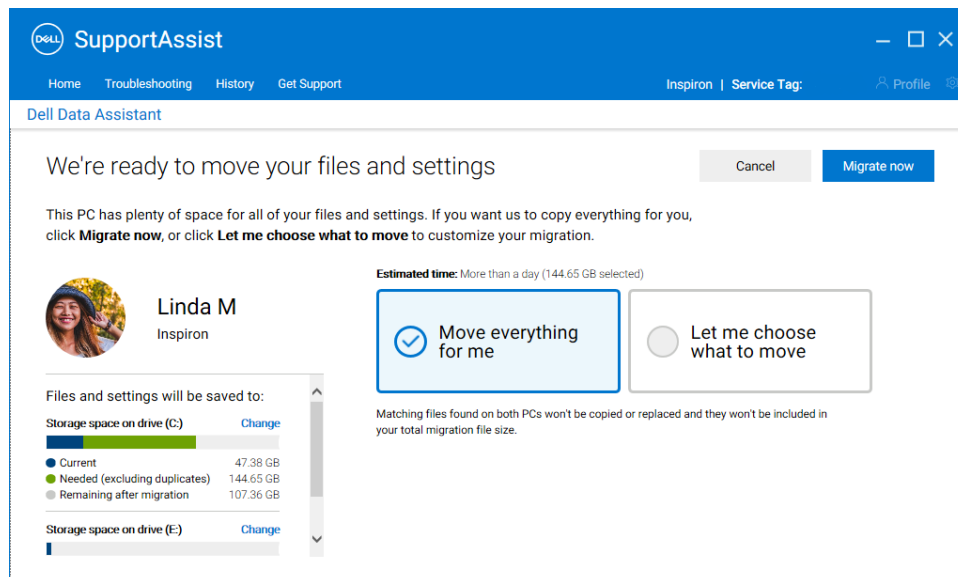 DELL SupportAssist
Home Troubleshooting History Get Support Inspiron | Service Tag: Profile
Dell Data Assistant
We're ready to move your files and settings
Cancel
Migrate now
This PC has plenty of space for all of your files and settings. If you want us to copy everything for you,
click Migrate now, or click Let me choose what to move to customize your migration.
Linda M
Inspiron
Files and settings will be saved to:
Storage space on drive (C:) Change
Current 47.38 GB
Needed (excluding duplicates) 144.65 GB
Remaining after migration 107.36 GB
Storage space on drive (E:) Change
Estimated time: More than a day (144.65 GB selected)
Move everything
for me
Let me choose
what to move
Matching files found on both PCs won't be copied or replaced and they won't be included in
your total migration file size.